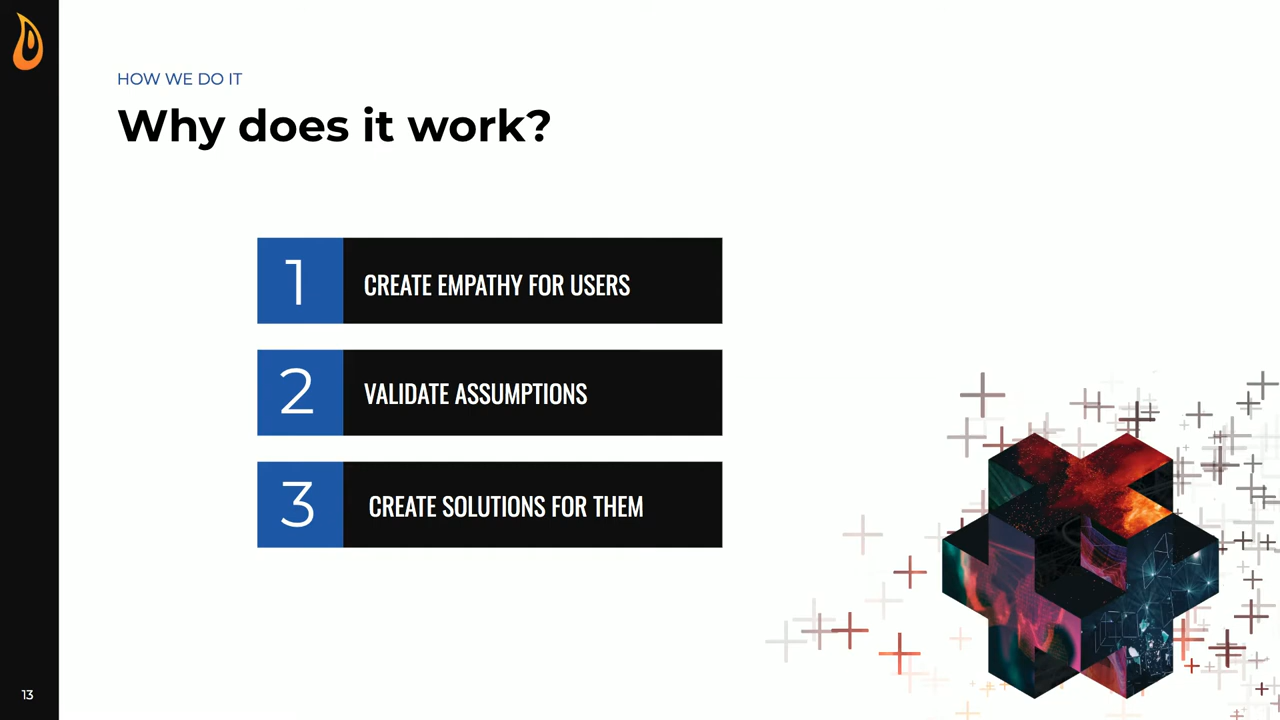 HOW WE DO IT
Why does it work?
1
CREATE EMPATHY FOR USERS
2
VALIDATE ASSUMPTIONS
3
CREATE SOLUTIONS FOR THEM
13